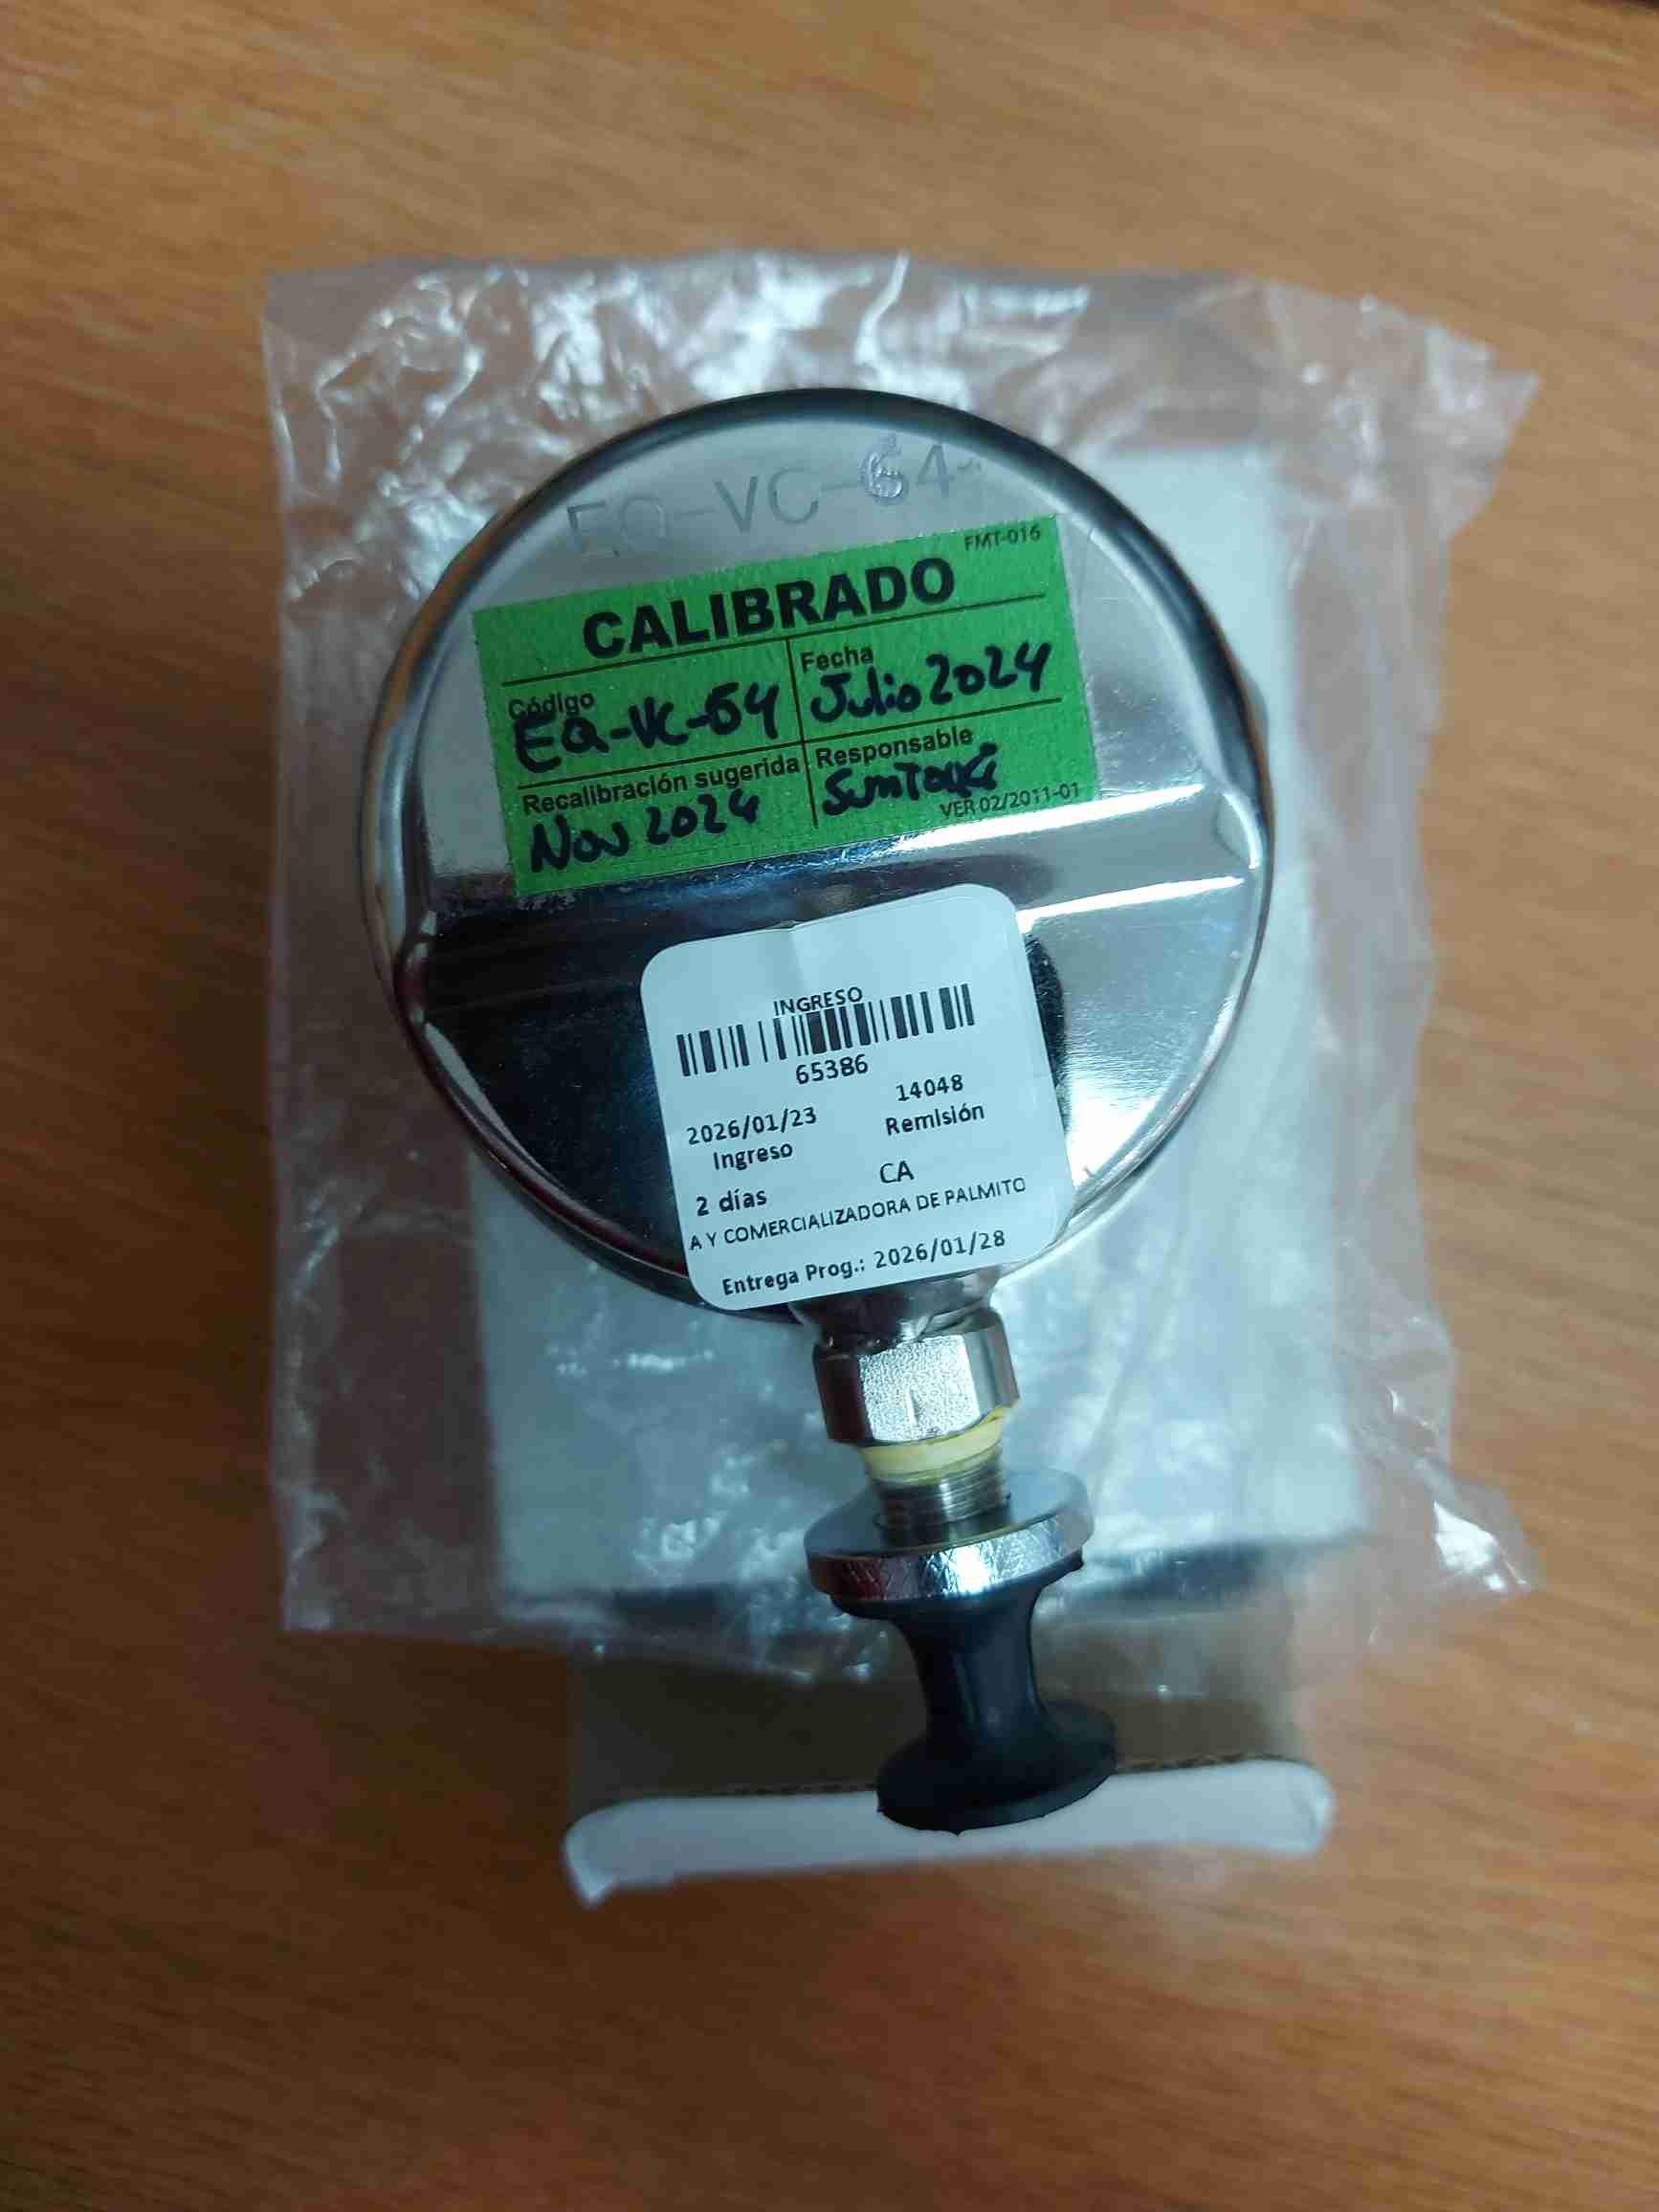 EQ-VC-64
FMT-016
CALIBRADO
Código
EQ-VC-64
Fecha
Julio 2024
Recalibración sugerida
Nov 2024
Responsable
VER 02/2011-01
INGRESO
65386
2026/01/23
Ingreso
14048
Remisión
2 días
CA
A Y COMERCIALIZADORA DE PALMITO
Entrega Prog.: 2026/01/28